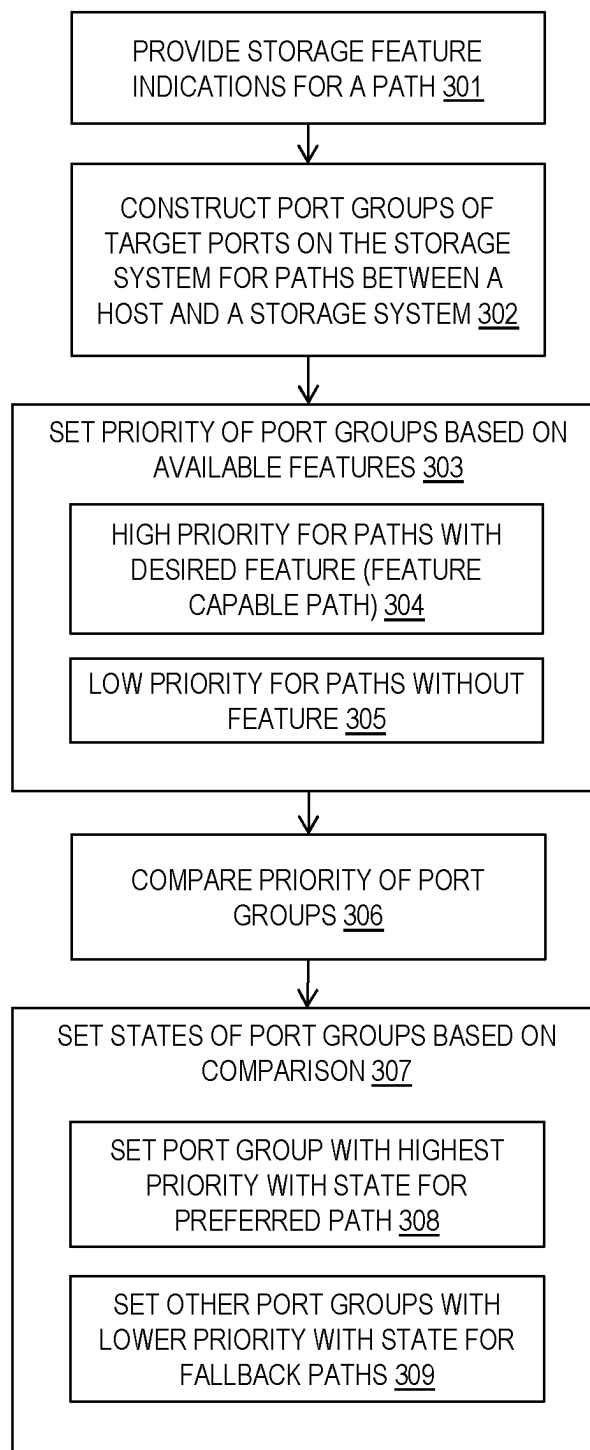 PROVIDE STORAGE FEATURE
INDICATIONS FOR A PATH 301
CONSTRUCT PORT GROUPS OF
TARGET PORTS ON THE STORAGE
SYSTEM FOR PATHS BETWEEN A
HOST AND A STORAGE SYSTEM 302
SET PRIORITY OF PORT GROUPS BASED ON
AVAILABLE FEATURES 303
HIGH PRIORITY FOR PATHS WITH
DESIRED FEATURE (FEATURE
CAPABLE PATH) 304
LOW PRIORITY FOR PATHS WITHOUT
FEATURE 305
COMPARE PRIORITY OF PORT
GROUPS 306
SET STATES OF PORT GROUPS BASED ON
COMPARISON 307
SET PORT GROUP WITH HIGHEST
PRIORITY WITH STATE FOR
PREFERRED PATH 308
SET OTHER PORT GROUPS WITH
LOWER PRIORITY WITH STATE FOR
FALLBACK PATHS 309